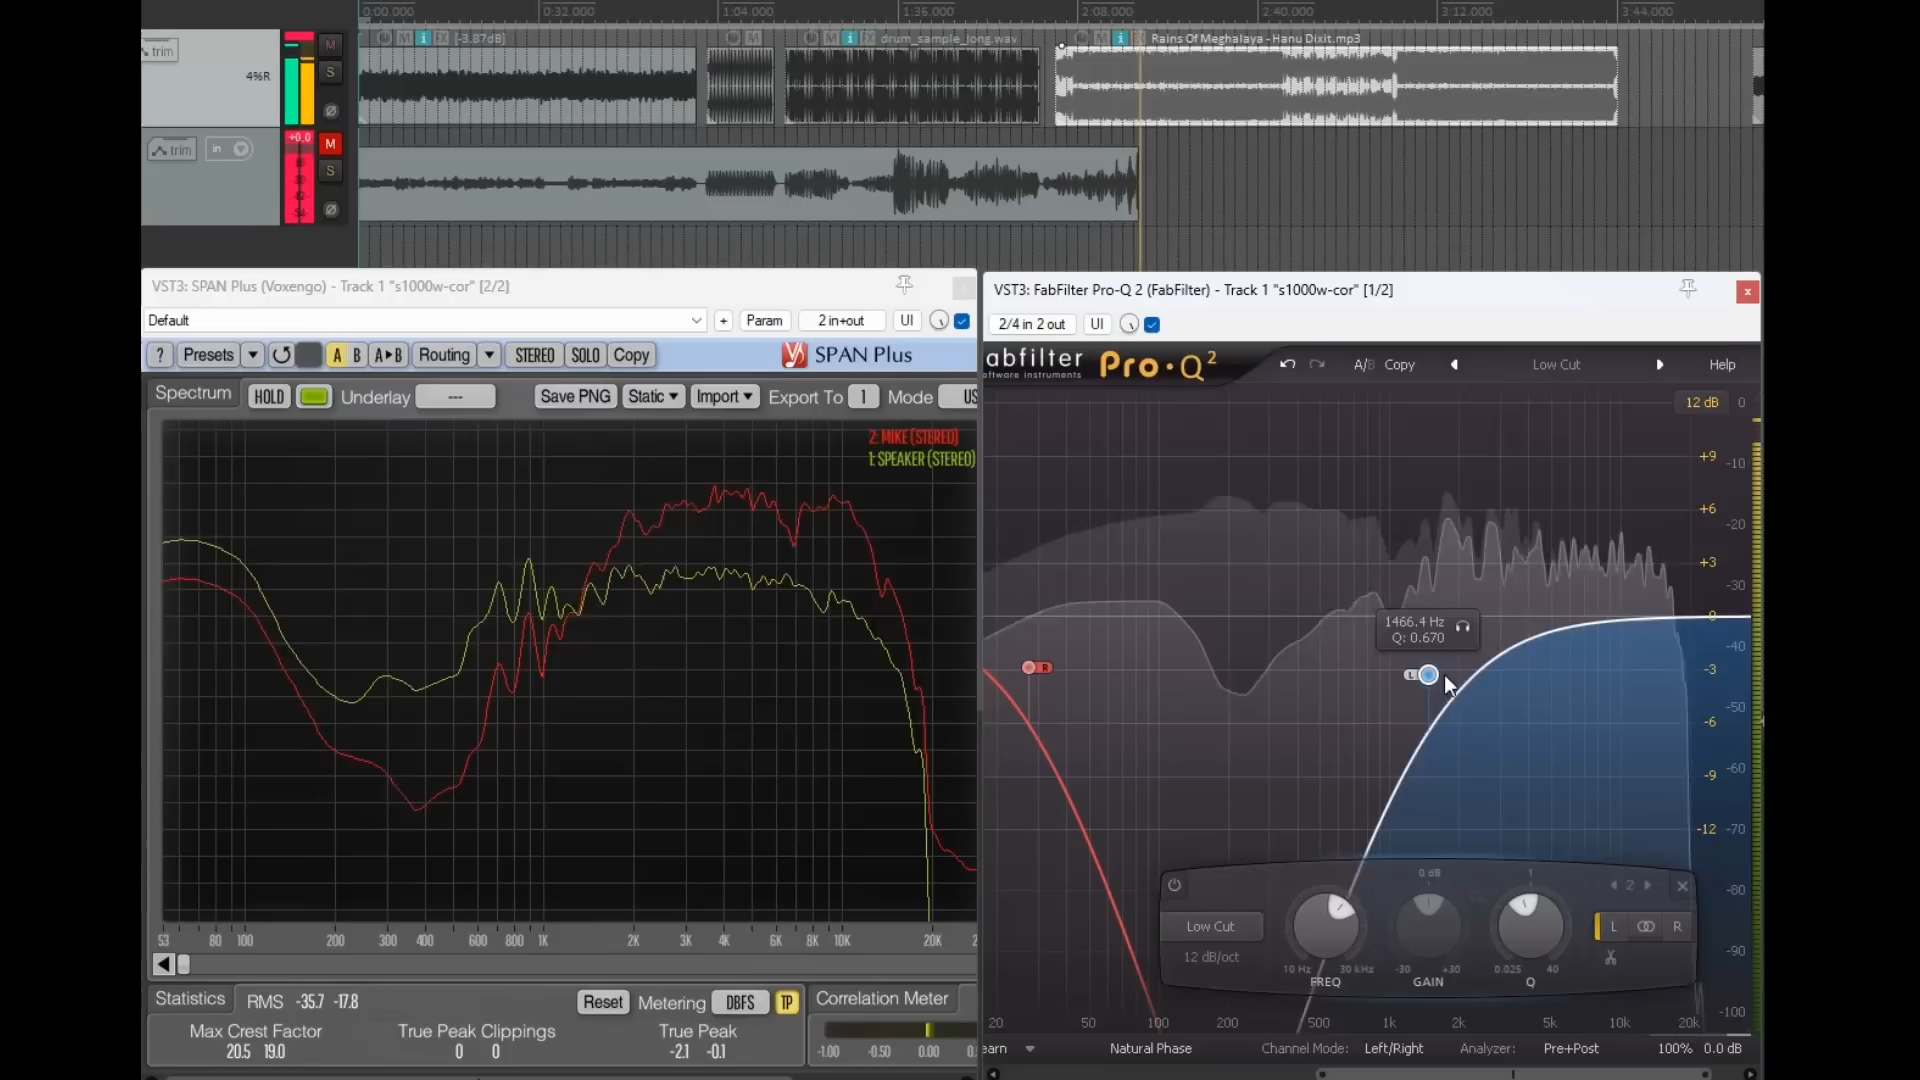 0:00.000 0:32.000 1:04.000 1:36.000 2:08.000 2:40.000 3:12.000 3:44.000
trim M i FX [-3.87dB] M M i FX drum_sample_long.wav M i Rains Of Meghalaya - Hanu Dixit.mp3
4%R M
S
Ø
trim in +0.0 M
S
Ø
VST3: SPAN Plus (Voxengo) - Track 1 "s1000w-cor" [2/2]
Default + Param 2 in+out UI
? Presets A B A▸B Routing STEREO SOLO Copy SPAN Plus
Spectrum HOLD Underlay --- Save PNG Static Import Export To 1 Mode US
2: MIKE (STEREO)
1: SPEAKER (STEREO)
53 80 100 200 300 400 600 800 1K 2K 3K 4K 6K 8K 10K 20K
Statistics RMS -35.7 -17.8 Reset Metering DBFS TP Correlation Meter
Max Crest Factor True Peak Clippings True Peak
20.5 19.0 0 0 -2.1 -0.1 -1.00 -0.50 0.00
VST3: FabFilter Pro-Q 2 (FabFilter) - Track 1 "s1000w-cor" [1/2] x
2/4 in 2 out UI
abfilter Pro·Q² A/B Copy Low Cut Help
oftware instruments
12 dB 0
+9 -10
+6 -20
+3 -30
0 -40
-3 -50
-6 -60
-9 -70
-12 -80
-90
-100
1466.4 Hz
Q: 0.670
R
L
0 dB 1 2
Low Cut L R
12 dB/oct 10 Hz 30 kHz -30 +30 0.025 40
FREQ GAIN Q
20 50 100 200 500 1k 2k 5k 10k 20k
earn Natural Phase Channel Mode: Left/Right Analyzer: Pre+Post 100% 0.0 dB